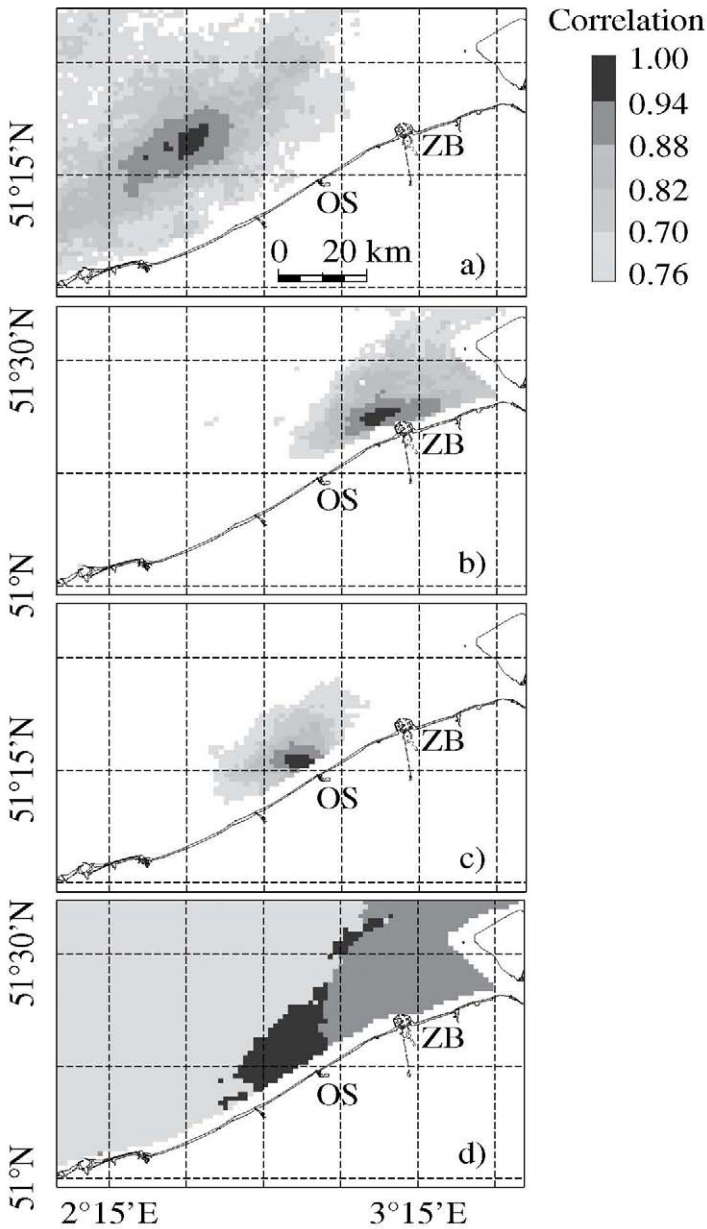 Correlation
1.00
0.94
0.88
0.82
0.70
0.76
51°15'N
ZB
OS
0 20 km
a)
51°30'N
ZB
OS
b)
51°N
51°15'N
ZB
OS
c)
51°30'N
ZB
OS
d)
51°N
2°15'E 3°15'E